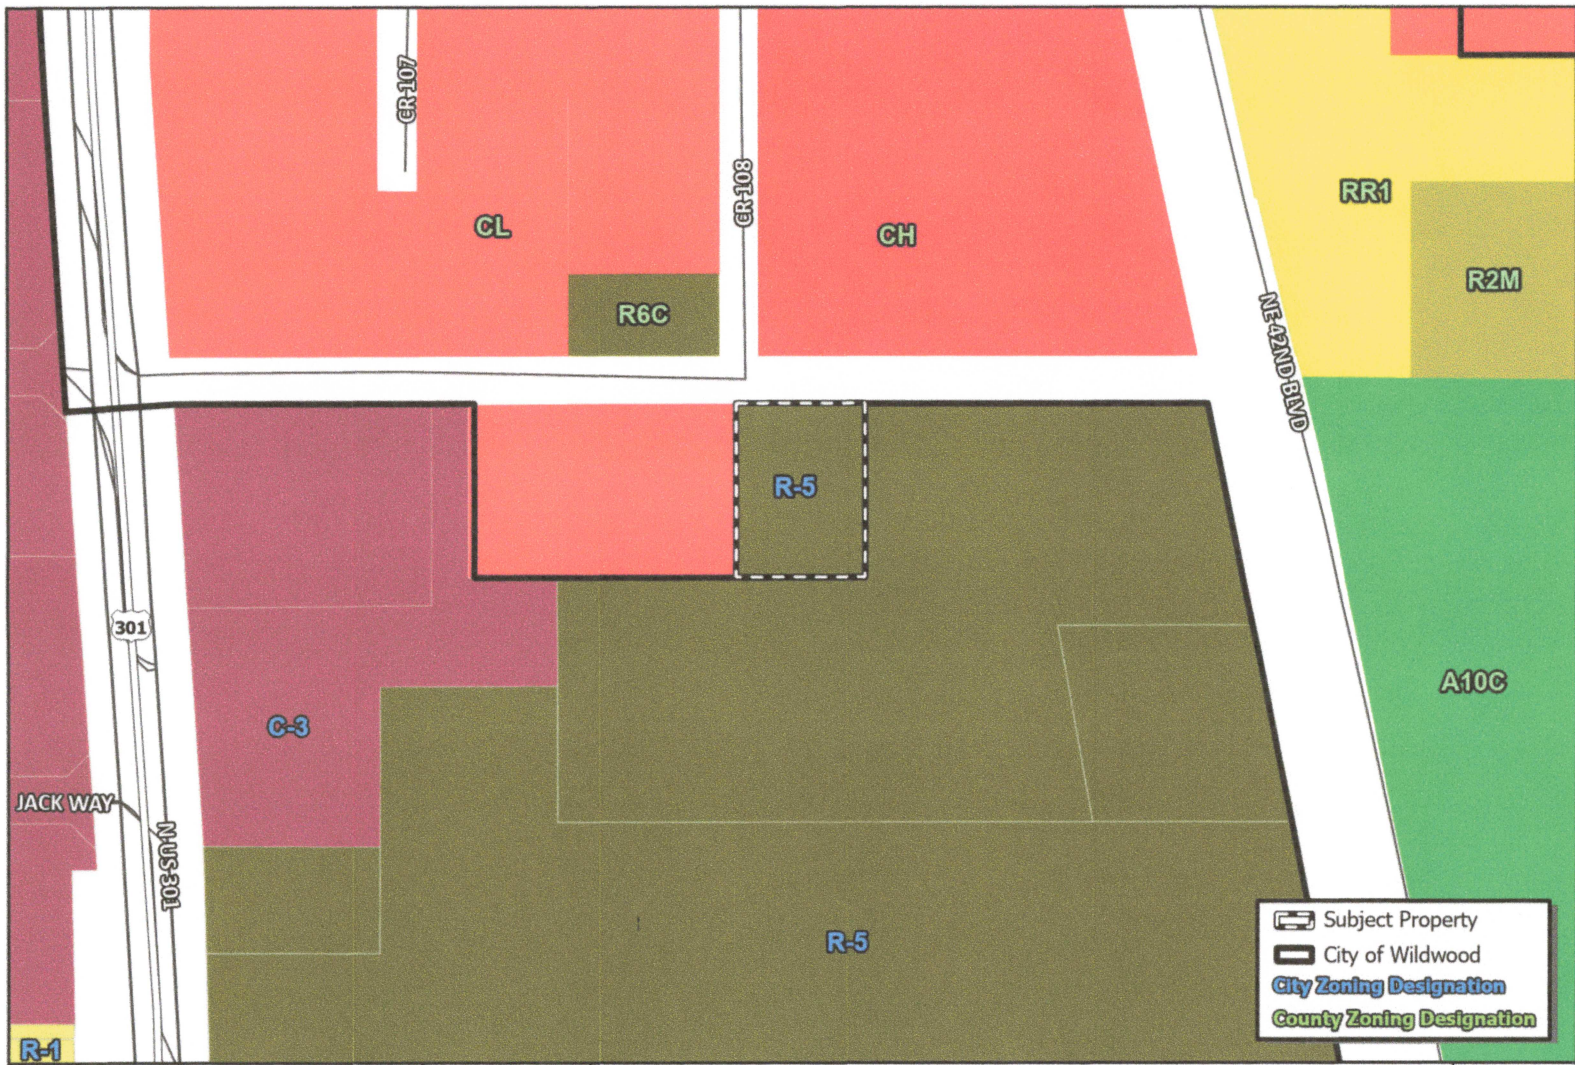 CR 107
CR 108
RR1
CL
CH
R2M
R6C
NE 42ND BLVD
R-5
301
A10C
C-3
JACK WAY
N US 301
R-5
R-1
Subject Property
City of Wildwood
City Zoning Designation
County Zoning Designation